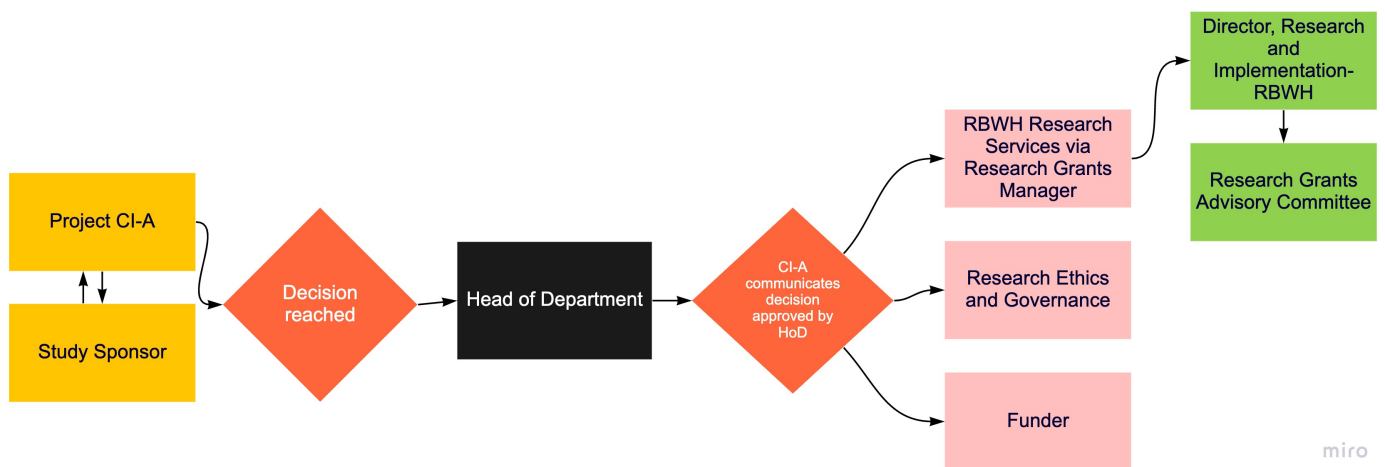 Project CI-A
Study Sponsor
Decision
reached
Head of Department
CI-A
communicates
decision
approved by
HoD
RBWH Research
Services via
Research Grants
Manager
Research Ethics
and Governance
Funder
Director, Research
and
Implementation-
RBWH
Research Grants
Advisory Committee
miro